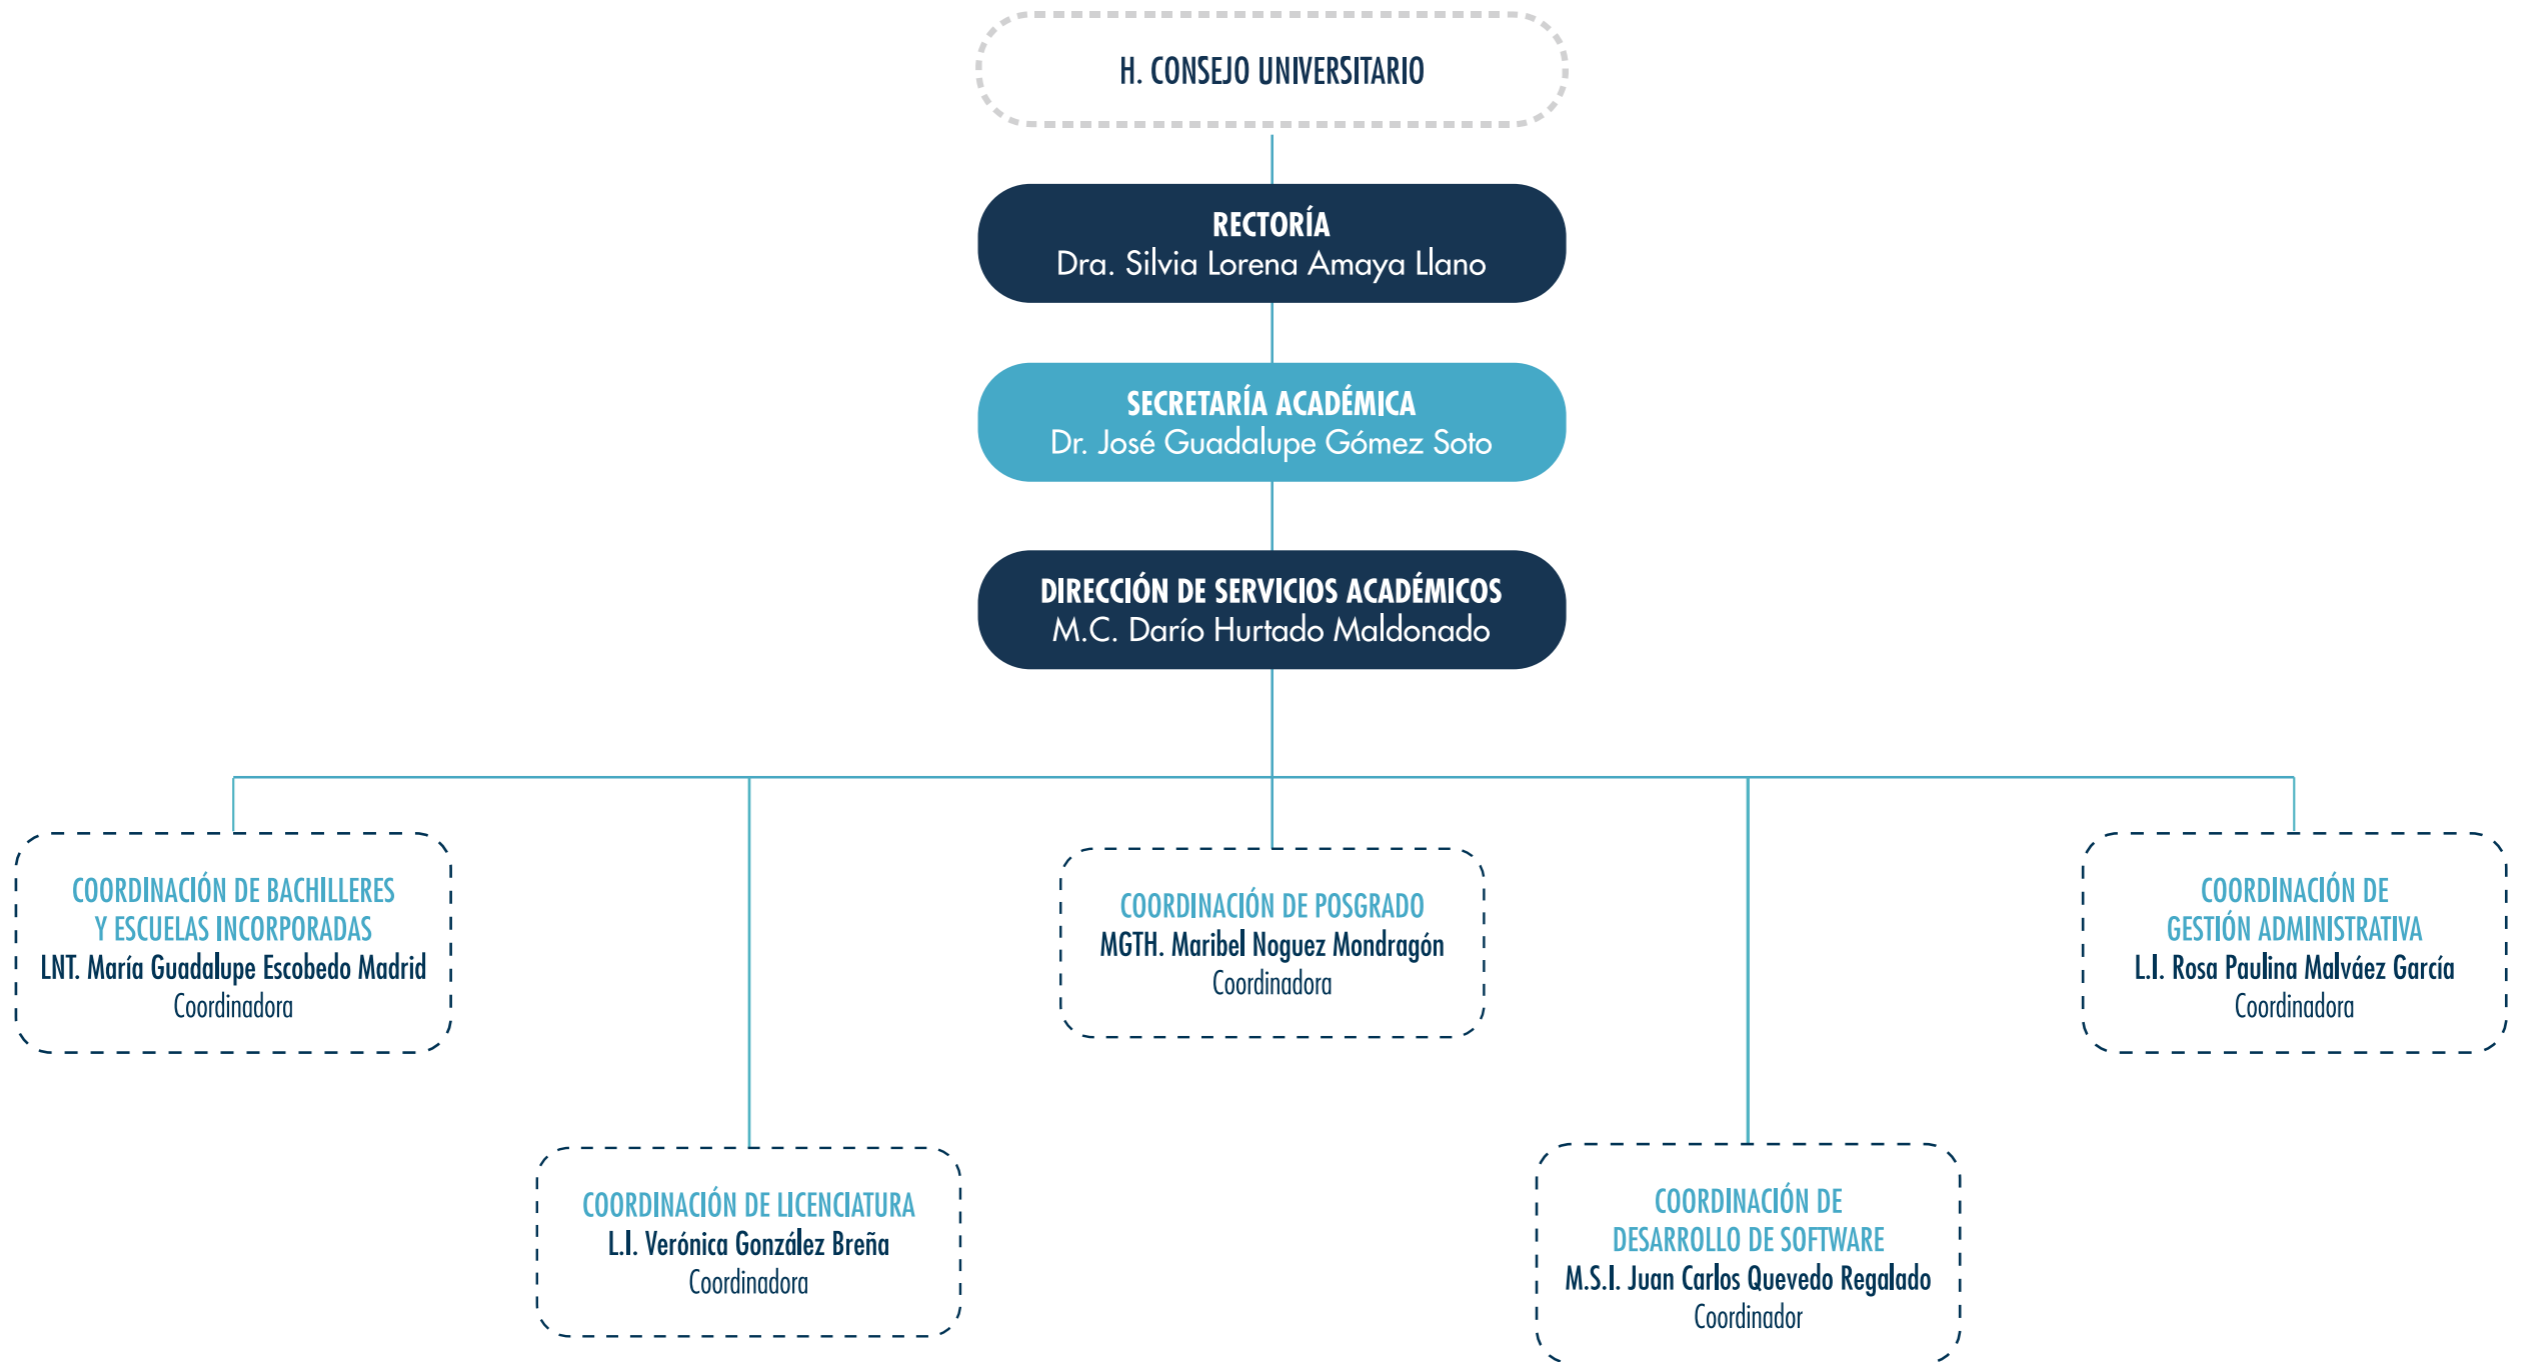 H. CONSEJO UNIVERSITARIO
RECTORÍA
Dra. Silvia Lorena Amaya Llano
SECRETARÍA ACADÉMICA
Dr. José Guadalupe Gómez Soto
DIRECCIÓN DE SERVICIOS ACADÉMICOS
M.C. Darío Hurtado Maldonado
COORDINACIÓN DE BACHILLERES
Y ESCUELAS INCORPORADAS
LNT. María Guadalupe Escobedo Madrid
Coordinadora
COORDINACIÓN DE LICENCIATURA
L.I. Verónica González Breña
Coordinadora
COORDINACIÓN DE POSGRADO
MGTH. Maribel Noguez Mondragón
Coordinadora
COORDINACIÓN DE
DESARROLLO DE SOFTWARE
M.S.I. Juan Carlos Quevedo Regalado
Coordinador
COORDINACIÓN DE
GESTIÓN ADMINISTRATIVA
L.I. Rosa Paulina Malváez García
Coordinadora